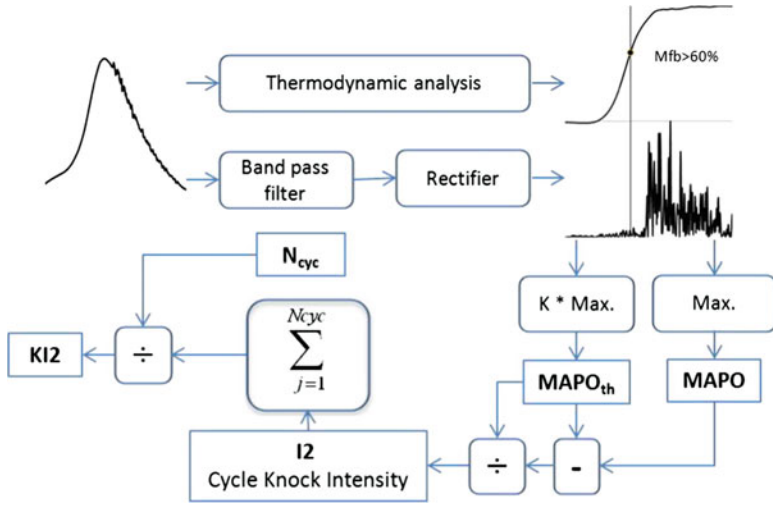 Thermodynamic analysis
Mfb>60%
Band pass
filter
Rectifier
Ncyc
K * Max.
Max.
KI2
÷
Ncyc
∑
j=1
MAPOth
MAPO
I2
Cycle Knock Intensity
÷
-